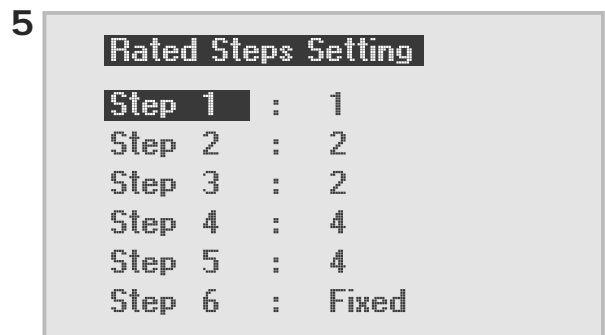 5
Rated Steps Setting
Step 1 : 1
Step 2 : 2
Step 3 : 2
Step 4 : 4
Step 5 : 4
Step 6 : Fixed